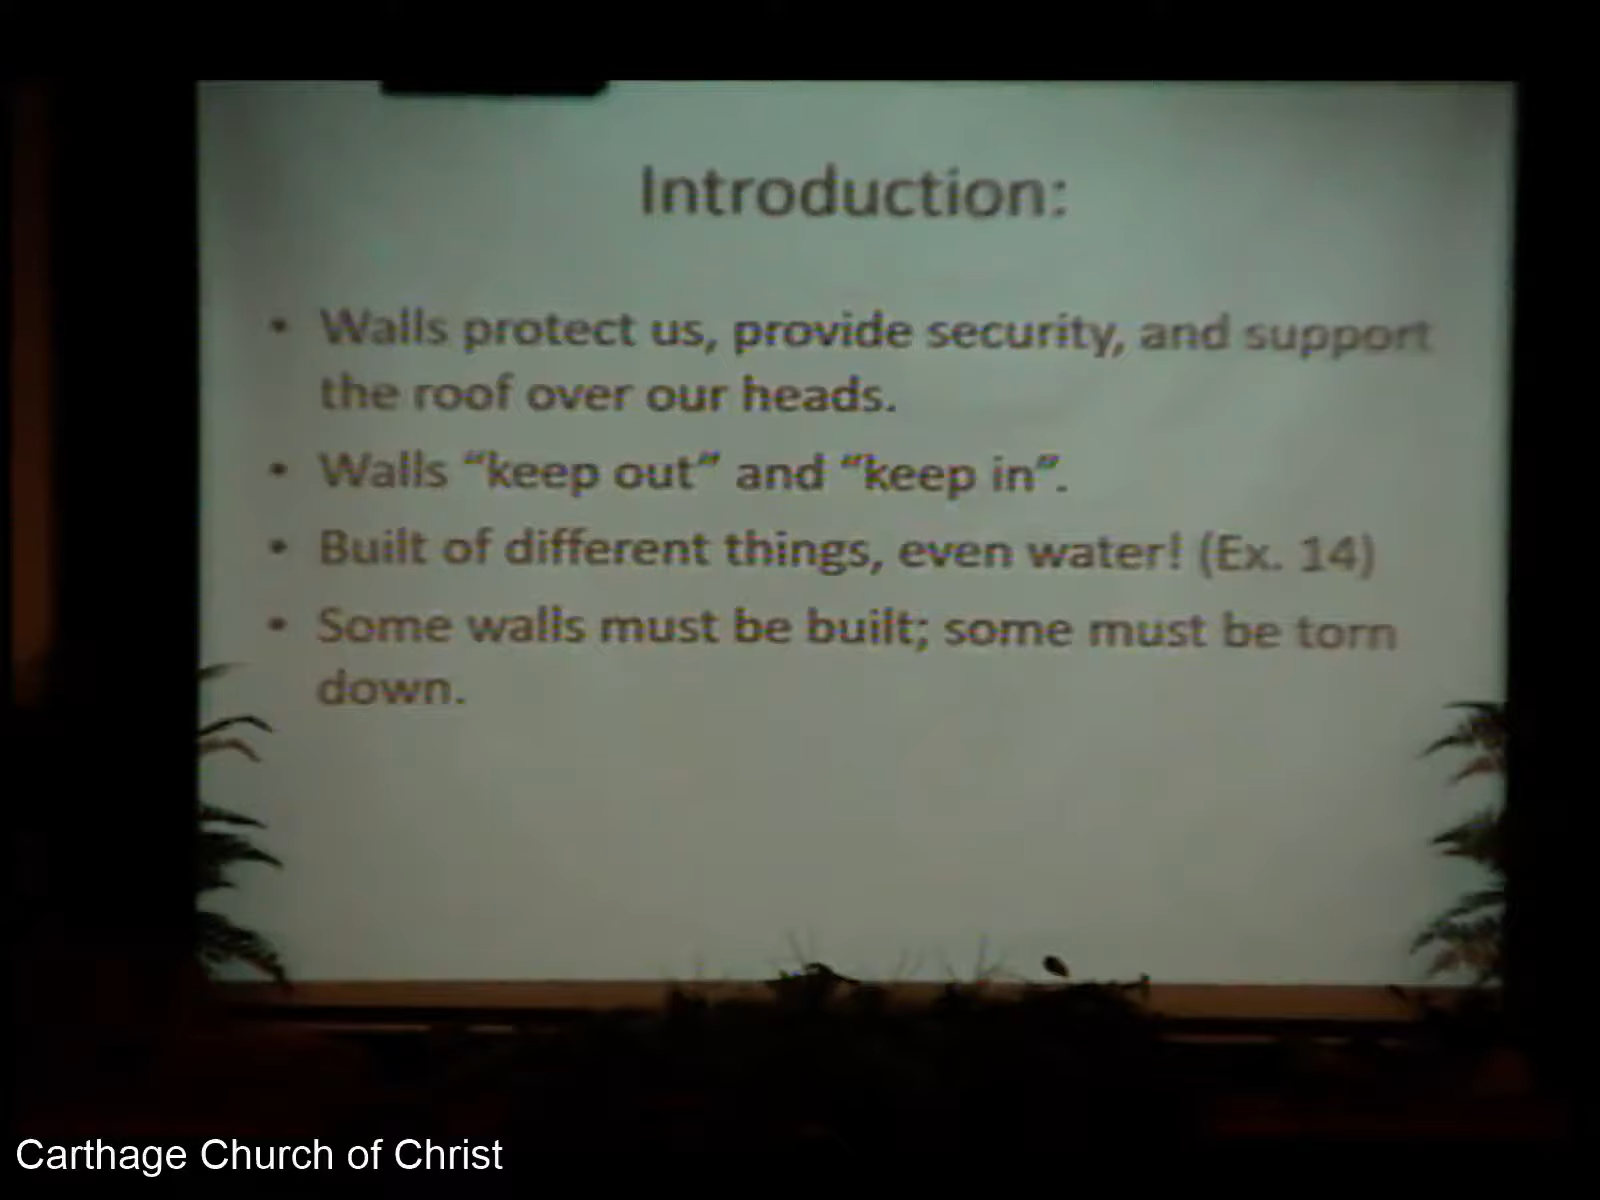 Introduction:
• Walls protect us, provide security, and support
the roof over our heads.
• Walls “keep out” and “keep in”.
• Built of different things, even water! (Ex. 14)
• Some walls must be built; some must be torn
down.
Carthage Church of Christ